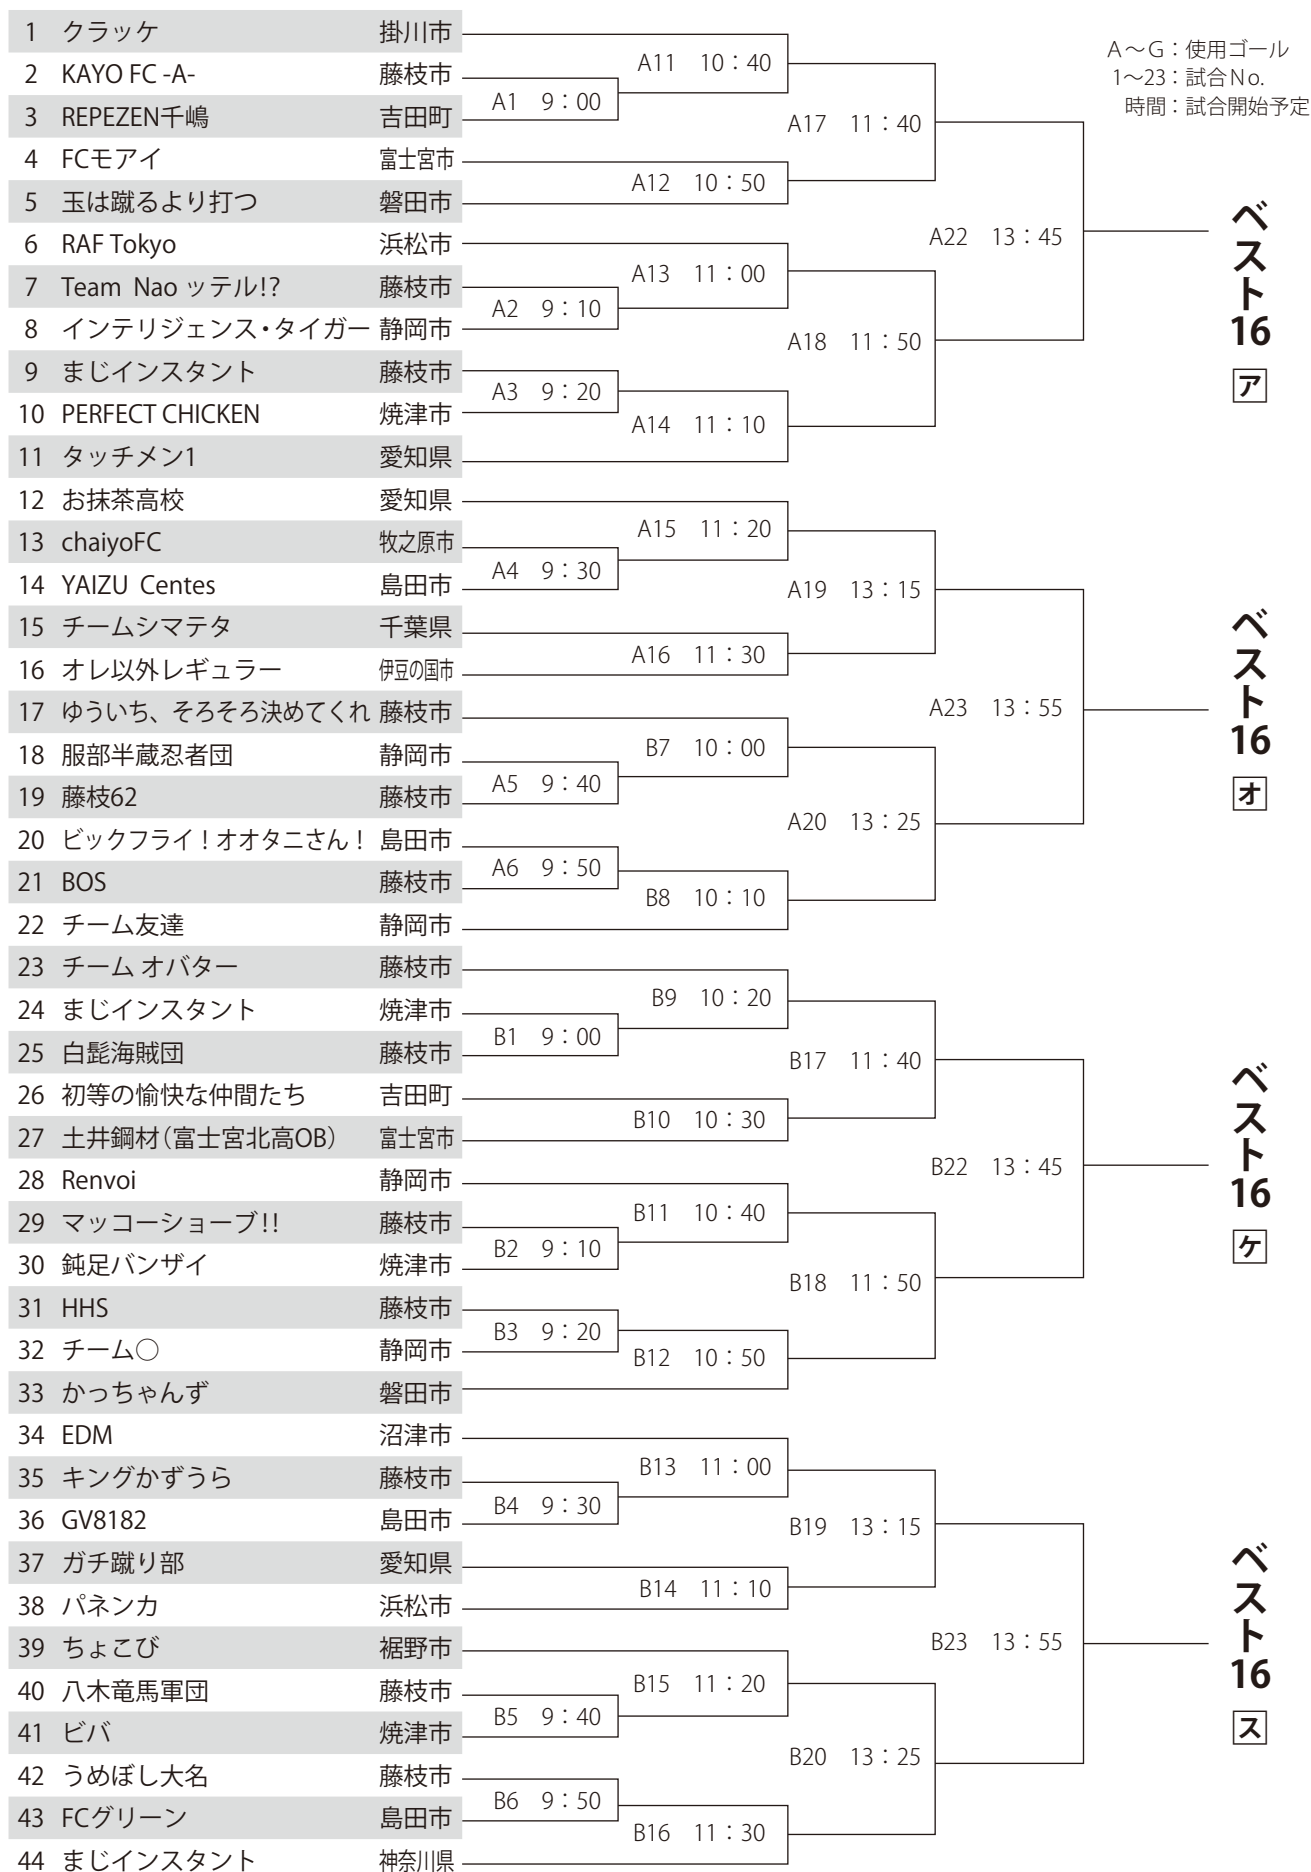 A～G：使用ゴール
1～23：試合No.
時間：試合開始予定
1 クラッケ 掛川市
2 KAYO FC -A- 藤枝市
3 REPEZEN千嶋 吉田町
4 FCモアイ 富士宮市
5 玉は蹴るより打つ 磐田市
6 RAF Tokyo 浜松市
7 Team Nao ッテル!? 藤枝市
8 インテリジェンス・タイガー 静岡市
9 まじインスタント 藤枝市
10 PERFECT CHICKEN 焼津市
11 タッチメン1 愛知県
12 お抹茶高校 愛知県
13 chaiyoFC 牧之原市
14 YAIZU Centes 島田市
15 チームシマテタ 千葉県
16 オレ以外レギュラー 伊豆の国市
17 ゆういち、そろそろ決めてくれ 藤枝市
18 服部半蔵忍者団 静岡市
19 藤枝62 藤枝市
20 ビックフライ！オオタニさん！ 島田市
21 BOS 藤枝市
22 チーム友達 静岡市
23 チーム オバター 藤枝市
24 まじインスタント 焼津市
25 白髭海賊団 藤枝市
26 初等の愉快な仲間たち 吉田町
27 土井鋼材（富士宮北高OB） 富士宮市
28 Renvoi 静岡市
29 マッコーショーブ!! 藤枝市
30 鈍足バンザイ 焼津市
31 HHS 藤枝市
32 チーム○ 静岡市
33 かっちゃんず 磐田市
34 EDM 沼津市
35 キングかずうら 藤枝市
36 GV8182 島田市
37 ガチ蹴り部 愛知県
38 パネンカ 浜松市
39 ちょこび 裾野市
40 八木竜馬軍団 藤枝市
41 ビバ 焼津市
42 うめぼし大名 藤枝市
43 FCグリーン 島田市
44 まじインスタント 神奈川県
A1 9：00
A2 9：10
A3 9：20
A4 9：30
A5 9：40
A6 9：50
B1 9：00
B2 9：10
B3 9：20
B4 9：30
B5 9：40
B6 9：50
A11 10：40
A12 10：50
A13 11：00
A14 11：10
A15 11：20
A16 11：30
B7 10：00
B8 10：10
B9 10：20
B10 10：30
B11 10：40
B12 10：50
B13 11：00
B14 11：10
B15 11：20
B16 11：30
A17 11：40
A18 11：50
A19 13：15
A20 13：25
B17 11：40
B18 11：50
B19 13：15
B20 13：25
A22 13：45
A23 13：55
B22 13：45
B23 13：55
ベスト16 ア
ベスト16 オ
ベスト16 ケ
ベスト16 ス